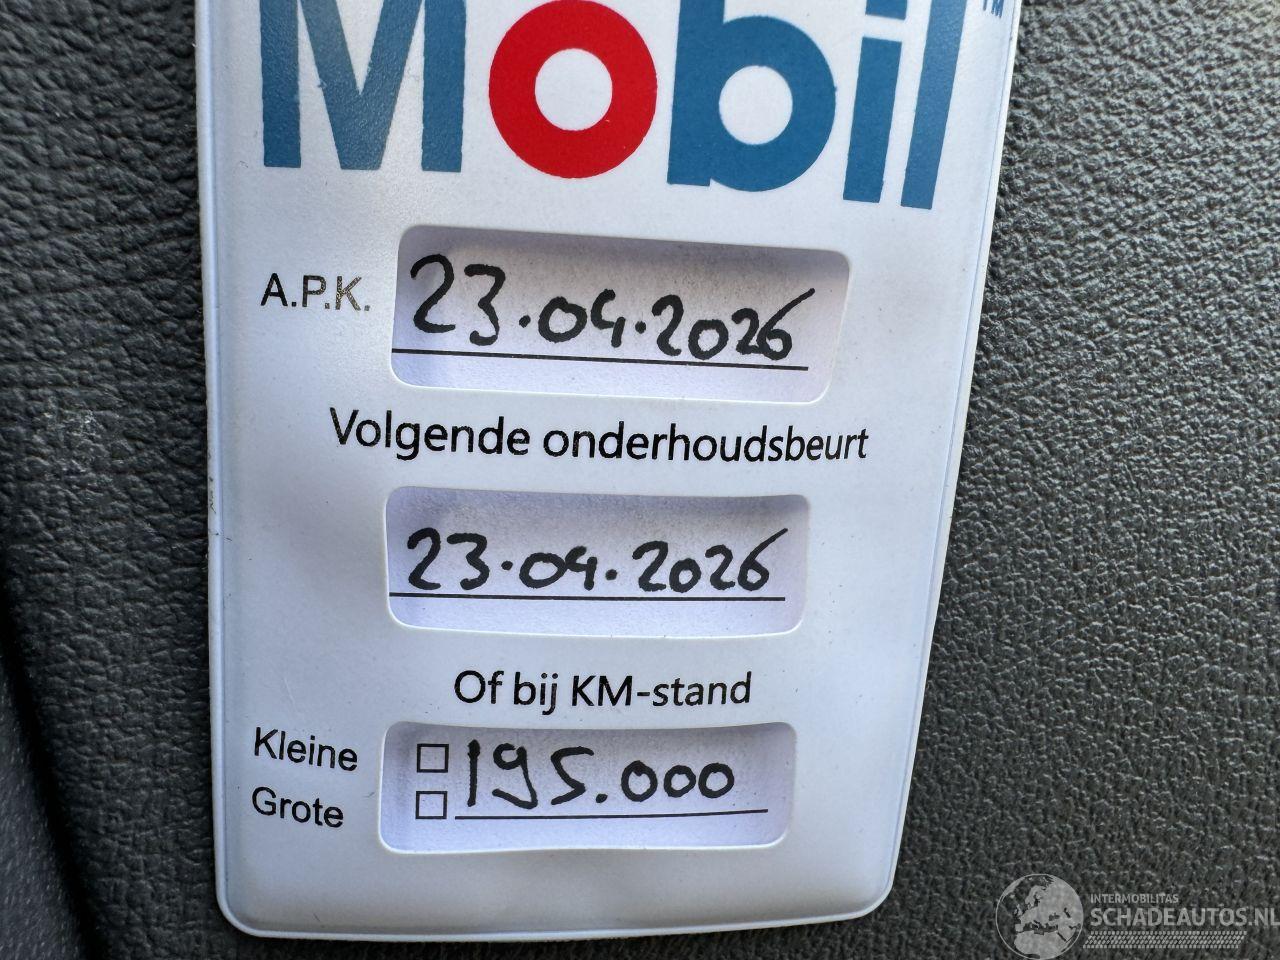 Mobil™
A.P.K. 23.04.2026
Volgende onderhoudsbeurt
23.04.2026
Of bij KM-stand
Kleine 195.000
Grote
INTERMOBILITAS
SCHADEAUTOS.NL